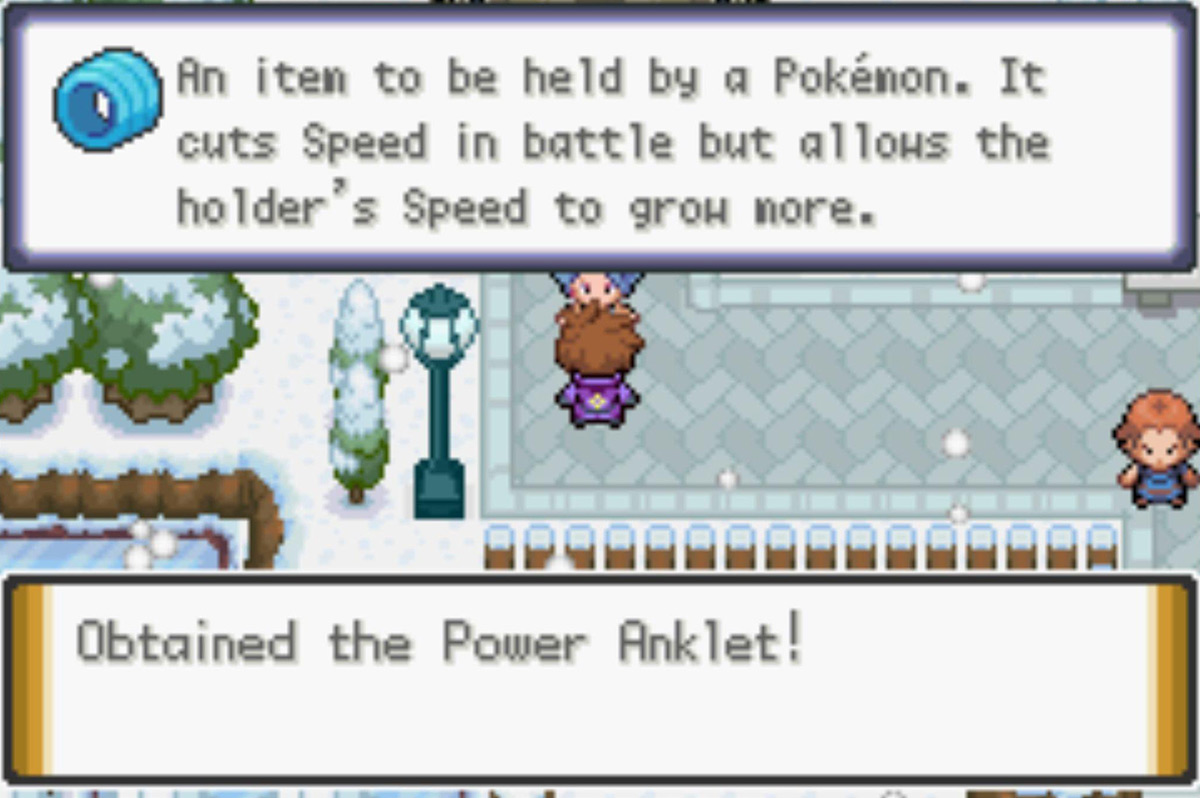 An item to be held by a Pokémon. It
cuts Speed in battle but allows the
holder's Speed to grow more.
Obtained the Power Anklet!